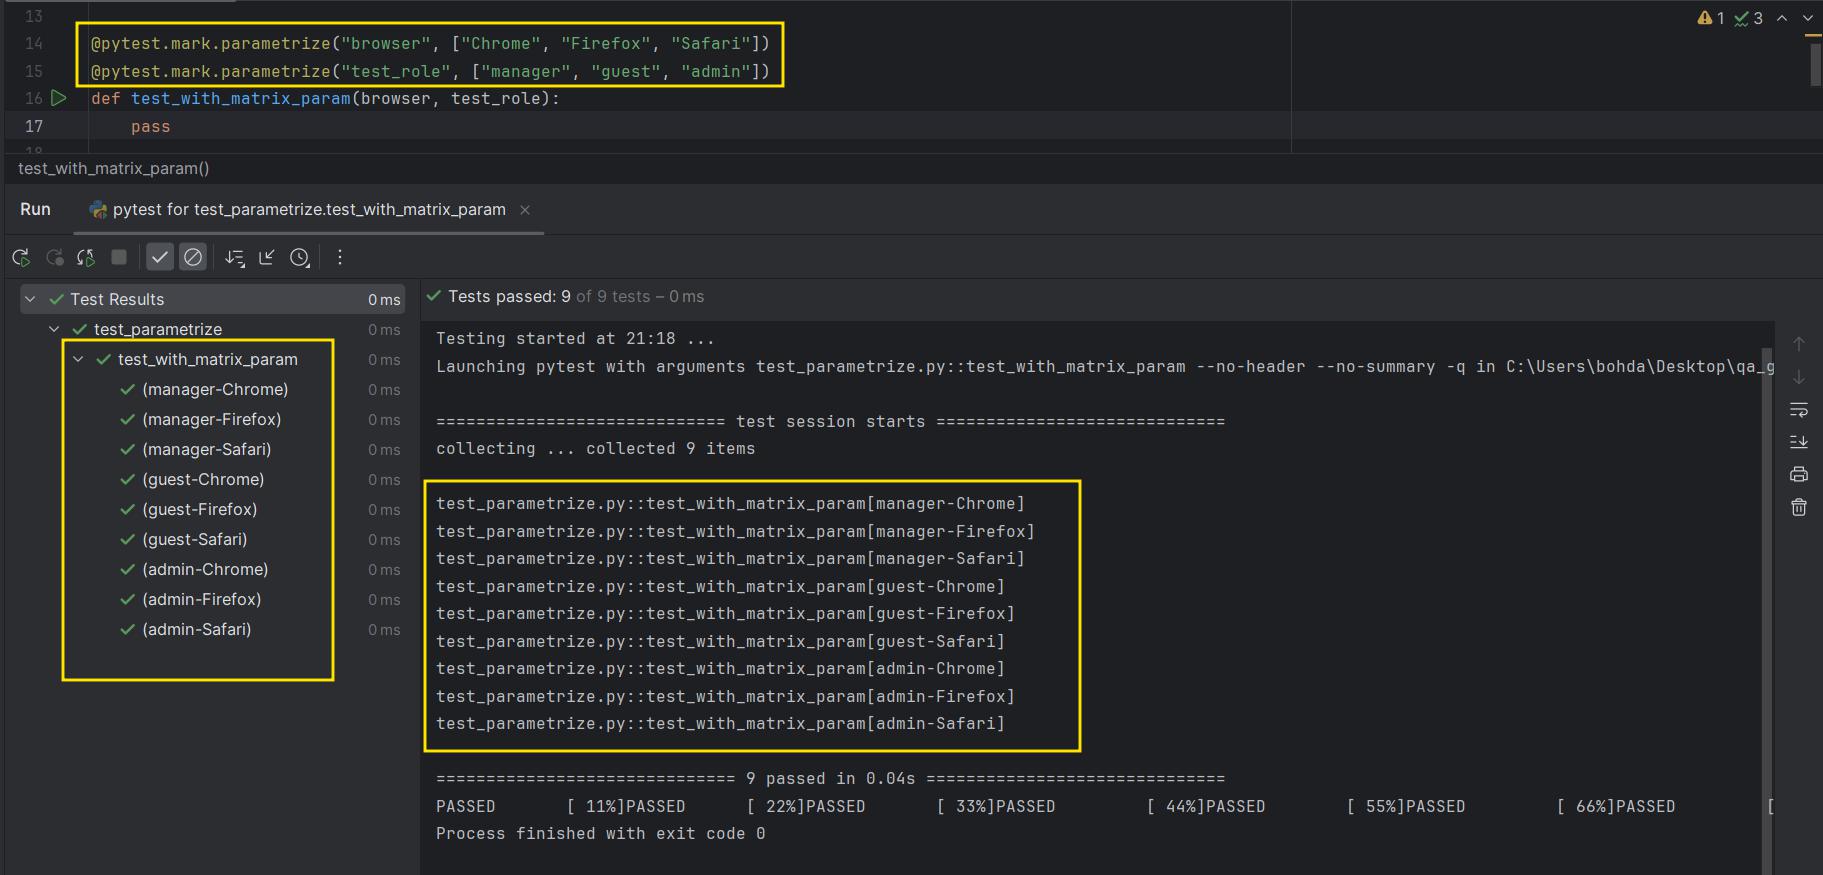 13
14 @pytest.mark.parametrize("browser", ["Chrome", "Firefox", "Safari"])
15 @pytest.mark.parametrize("test_role", ["manager", "guest", "admin"])
16 def test_with_matrix_param(browser, test_role):
17 pass
18
1 3
test_with_matrix_param()
Run pytest for test_parametrize.test_with_matrix_param
Test Results 0 ms
test_parametrize 0 ms
test_with_matrix_param 0 ms
(manager-Chrome) 0 ms
(manager-Firefox) 0 ms
(manager-Safari) 0 ms
(guest-Chrome) 0 ms
(guest-Firefox) 0 ms
(guest-Safari) 0 ms
(admin-Chrome) 0 ms
(admin-Firefox) 0 ms
(admin-Safari) 0 ms
Tests passed: 9 of 9 tests – 0 ms
Testing started at 21:18 ...
Launching pytest with arguments test_parametrize.py::test_with_matrix_param --no-header --no-summary -q in C:\Users\bohda\Desktop\qa_g
============================= test session starts =============================
collecting ... collected 9 items
test_parametrize.py::test_with_matrix_param[manager-Chrome]
test_parametrize.py::test_with_matrix_param[manager-Firefox]
test_parametrize.py::test_with_matrix_param[manager-Safari]
test_parametrize.py::test_with_matrix_param[guest-Chrome]
test_parametrize.py::test_with_matrix_param[guest-Firefox]
test_parametrize.py::test_with_matrix_param[guest-Safari]
test_parametrize.py::test_with_matrix_param[admin-Chrome]
test_parametrize.py::test_with_matrix_param[admin-Firefox]
test_parametrize.py::test_with_matrix_param[admin-Safari]
============================== 9 passed in 0.04s ==============================
PASSED [ 11%]PASSED [ 22%]PASSED [ 33%]PASSED [ 44%]PASSED [ 55%]PASSED [ 66%]PASSED [
Process finished with exit code 0